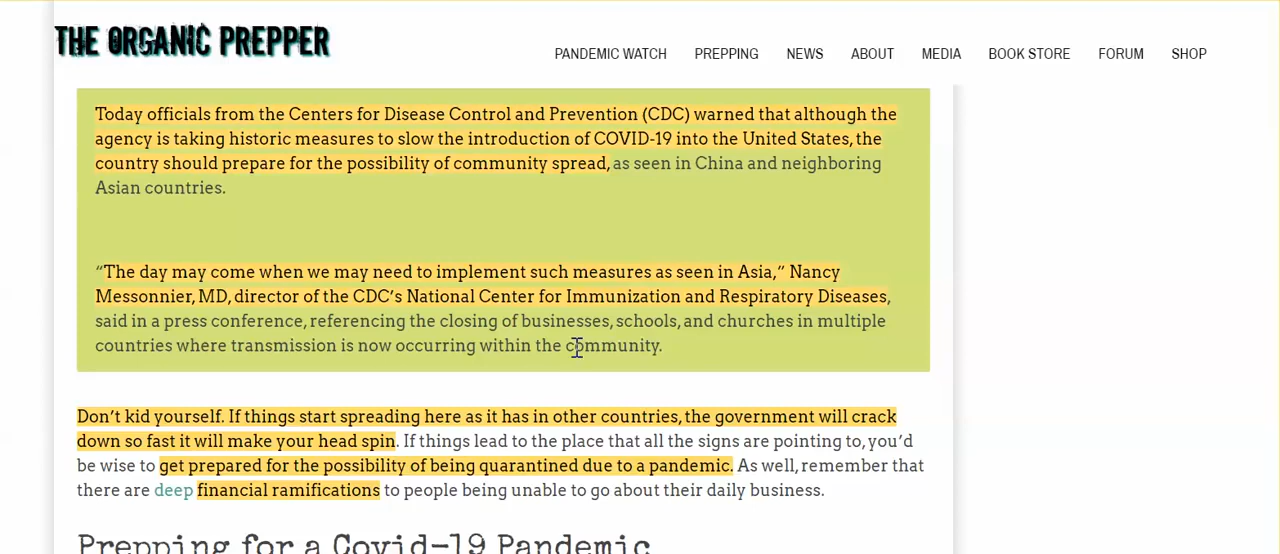 THE ORGANIC PREPPER
PANDEMIC WATCH PREPPING NEWS ABOUT MEDIA BOOK STORE FORUM SHOP
Today officials from the Centers for Disease Control and Prevention (CDC) warned that although the
agency is taking historic measures to slow the introduction of COVID-19 into the United States, the
country should prepare for the possibility of community spread, as seen in China and neighboring
Asian countries.
“The day may come when we may need to implement such measures as seen in Asia,” Nancy
Messonnier, MD, director of the CDC’s National Center for Immunization and Respiratory Diseases,
said in a press conference, referencing the closing of businesses, schools, and churches in multiple
countries where transmission is now occurring within the community.
Don’t kid yourself. If things start spreading here as it has in other countries, the government will crack
down so fast it will make your head spin. If things lead to the place that all the signs are pointing to, you’d
be wise to get prepared for the possibility of being quarantined due to a pandemic. As well, remember that
there are deep financial ramifications to people being unable to go about their daily business.
Prepping for a Covid-19 Pandemic